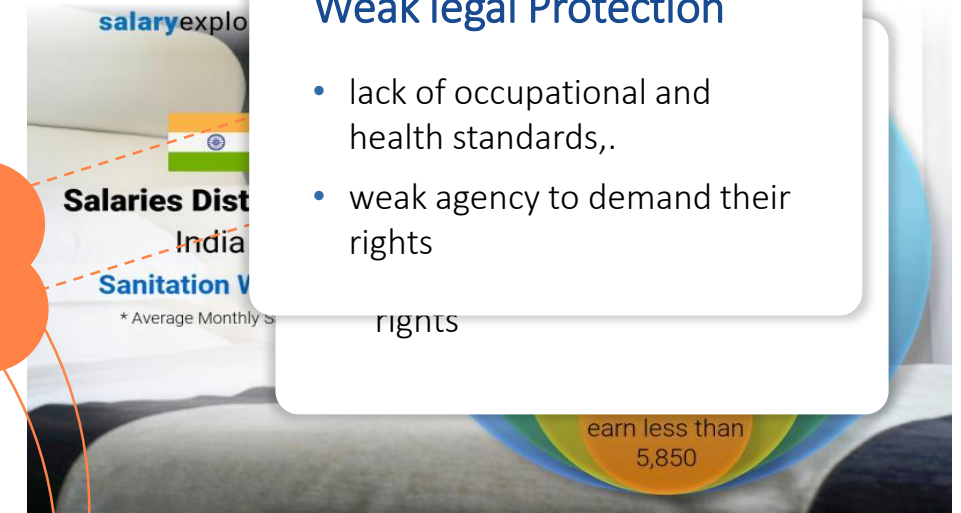 salaryexplo
Weak legal Protection
• lack of occupational and
health standards,.
• weak agency to demand their
rights
Salaries Dist
India
Sanitation W
* Average Monthly S
rights
earn less than
5,850